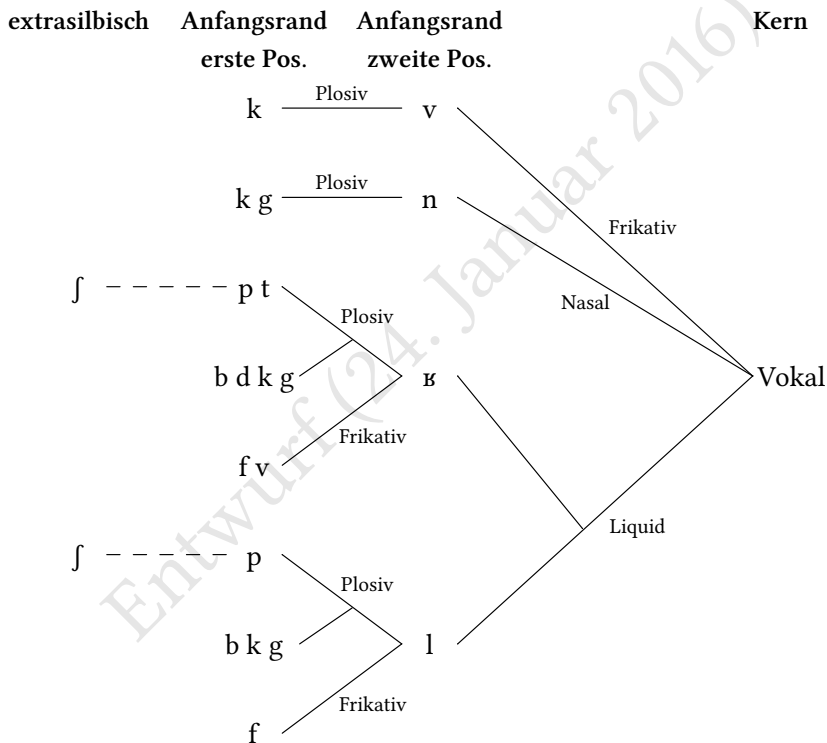 extrasilbisch Anfangsrand Anfangsrand Kern
erste Pos. zweite Pos.
k Plosiv v
k g Plosiv n
Frikativ
ʃ p t
Nasal
Plosiv
b d k g ʁ Vokal
Frikativ
f v
Liquid
ʃ p
Plosiv
b k g l
Frikativ
f
Entwurf (24. Januar 2016)